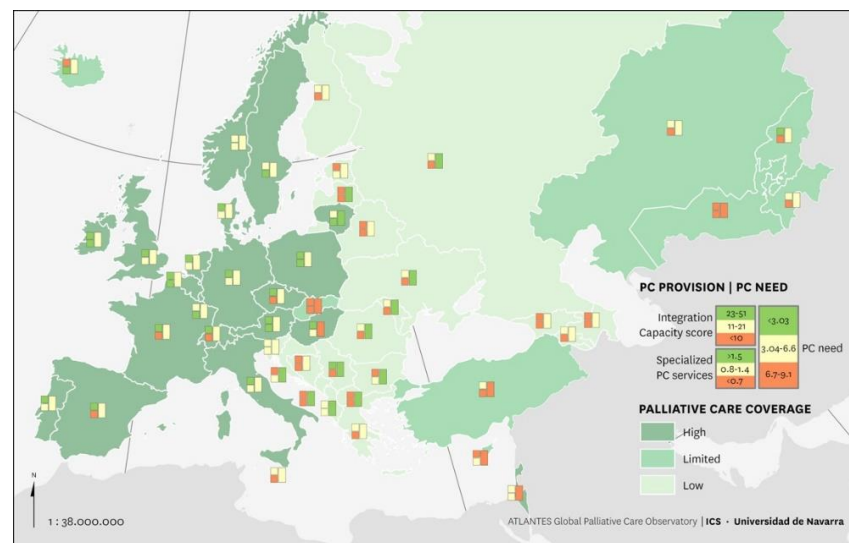 PC PROVISION | PC NEED
Integration
Capacity score
23-51
11-21
<10
<3.03
3.04-6.6
6.7-9.1
PC need
Specialized
PC services
>1.5
0.8-1.4
<0.7
PALLIATIVE CARE COVERAGE
High
Limited
Low
N
1 : 38.000.000
ATLANTES Global Palliative Care Observatory | ICS · Universidad de Navarra